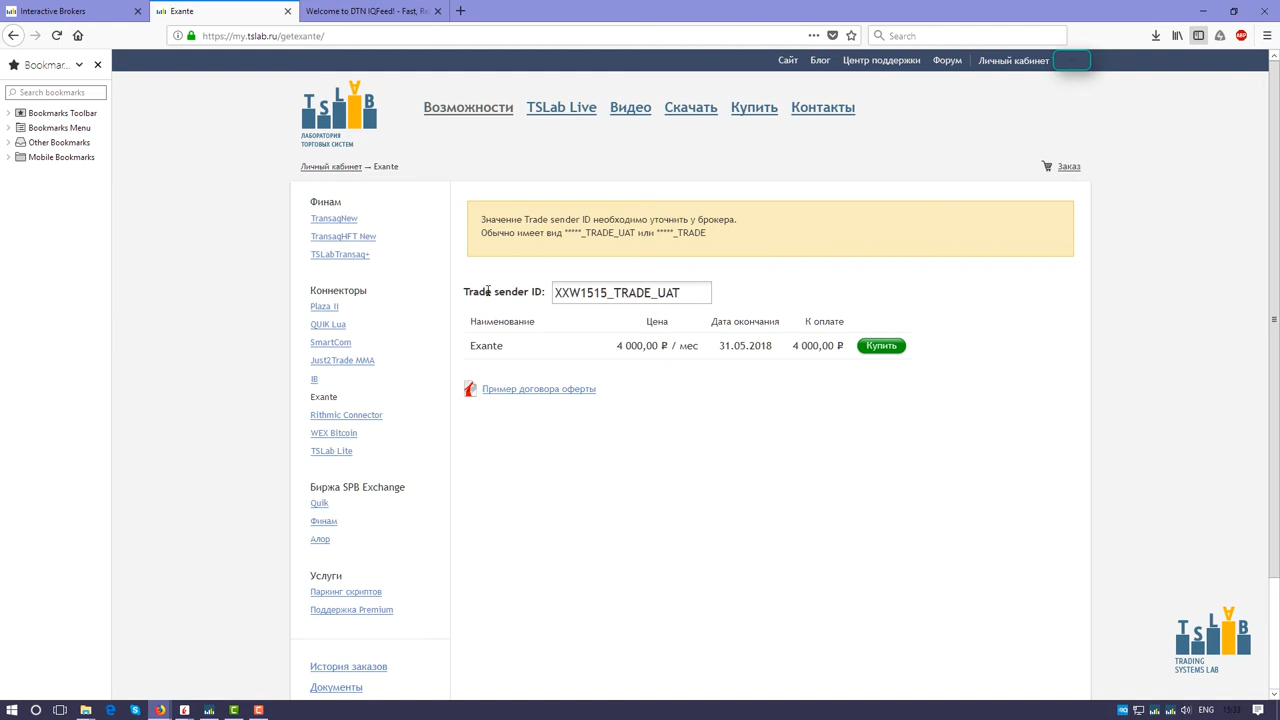 Interactive Brokers
Exante
Welcome to DTN IQFeed! - Fast, Re
https://my.tslab.ru/getexante/
Search
Bookmar...
Search bookmarks
Bookmarks Toolbar
Bookmarks Menu
Other Bookmarks
Mobile Bookmarks
Сайт Блог Центр поддержки Форум Личный кабинет
TSLAB
ЛАБОРАТОРИЯ
ТОРГОВЫХ СИСТЕМ
Возможности TSLab Live Видео Скачать Купить Контакты
Личный кабинет → Exante
Заказ
Финам
TransaqNew
TransaqHFT New
TSLabTransaq+
Коннекторы
Plaza II
QUIK Lua
SmartCom
Just2Trade MMA
IB
Exante
Rithmic Connector
WEX Bitcoin
TSLab Lite
Биржа SPB Exchange
Quik
Финам
Алор
Услуги
Паркинг скриптов
Поддержка Premium
История заказов
Документы
Значение Trade sender ID необходимо уточнить у брокера.
Обычно имеет вид *****_TRADE_UAT или *****_TRADE
Trade sender ID: XXW1515_TRADE_UAT
Наименование Цена Дата окончания К оплате
Exante 4 000,00 ₽ / мес 31.05.2018 4 000,00 ₽ Купить
Пример договора оферты
TSLAB
TRADING
SYSTEMS LAB
ENG
15:33